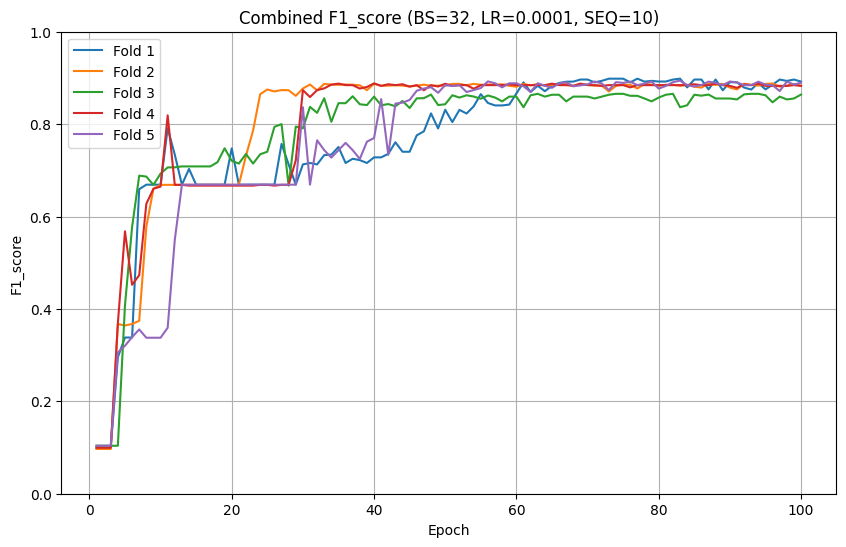 Combined F1_score (BS=32, LR=0.0001, SEQ=10)
Fold 1
Fold 2
Fold 3
Fold 4
Fold 5
F1_score
1.0
0.8
0.6
0.4
0.2
0.0
0 20 40 60 80 100
Epoch